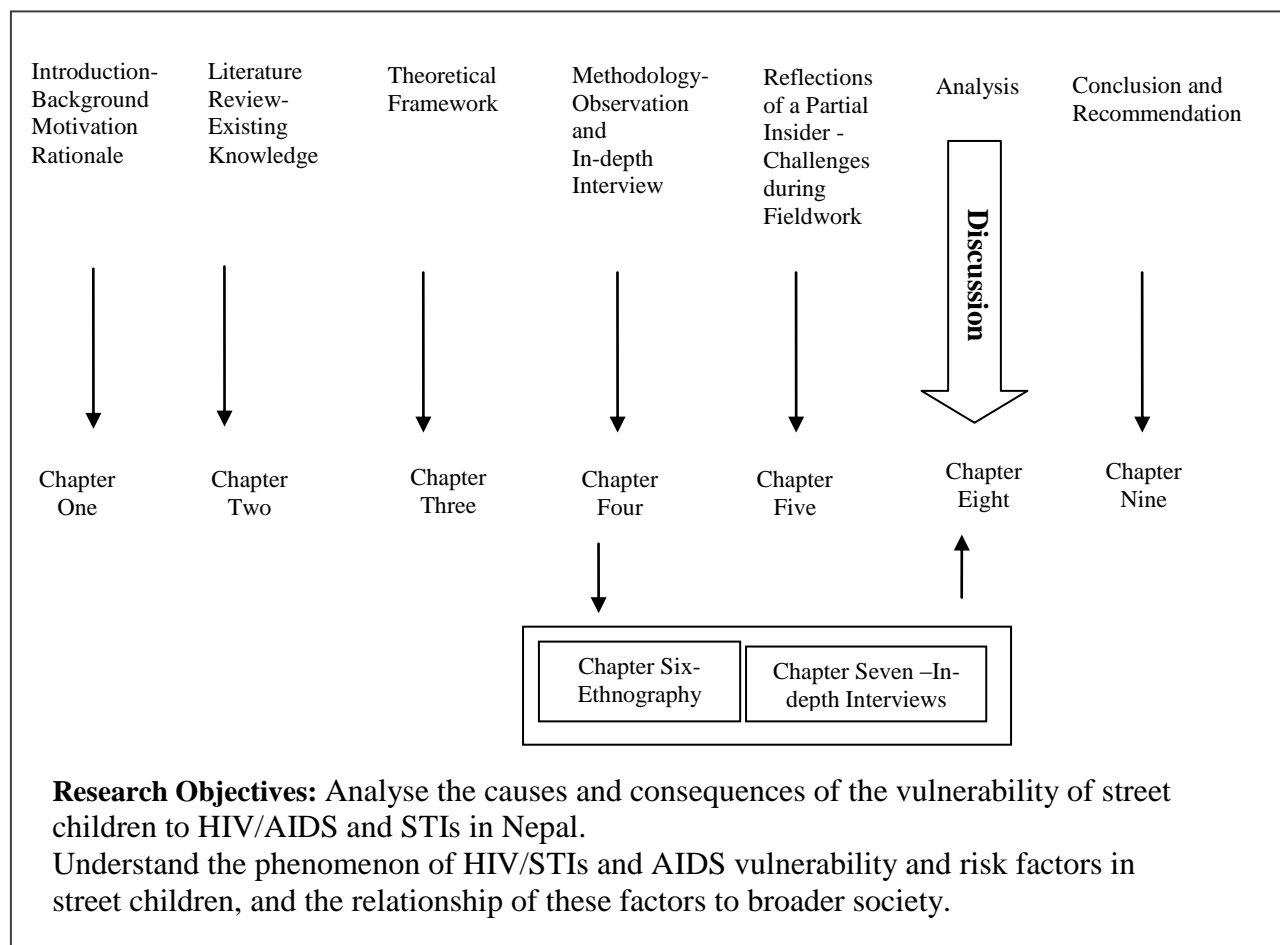 Introduction-
Background
Motivation
Rationale
Literature
Review-
Existing
Knowledge
Theoretical
Framework
Methodology-
Observation
and
In-depth
Interview
Reflections
of a Partial
Insider -
Challenges
during
Fieldwork
Analysis
Conclusion and
Recommendation
Discussion
Chapter
One
Chapter
Two
Chapter
Three
Chapter
Four
Chapter
Five
Chapter
Eight
Chapter
Nine
Chapter Six-
Ethnography
Chapter Seven –In-
depth Interviews
Research Objectives: Analyse the causes and consequences of the vulnerability of street
children to HIV/AIDS and STIs in Nepal.
Understand the phenomenon of HIV/STIs and AIDS vulnerability and risk factors in
street children, and the relationship of these factors to broader society.